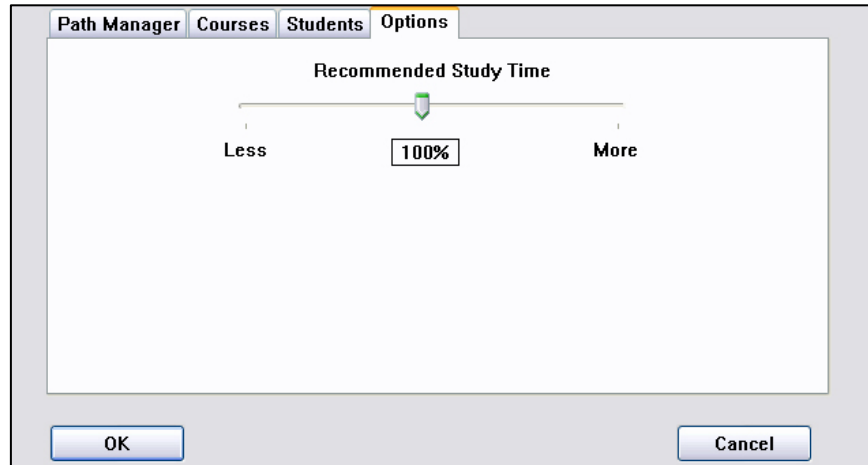 Path Manager Courses Students Options
Recommended Study Time
Less 100% More
OK Cancel